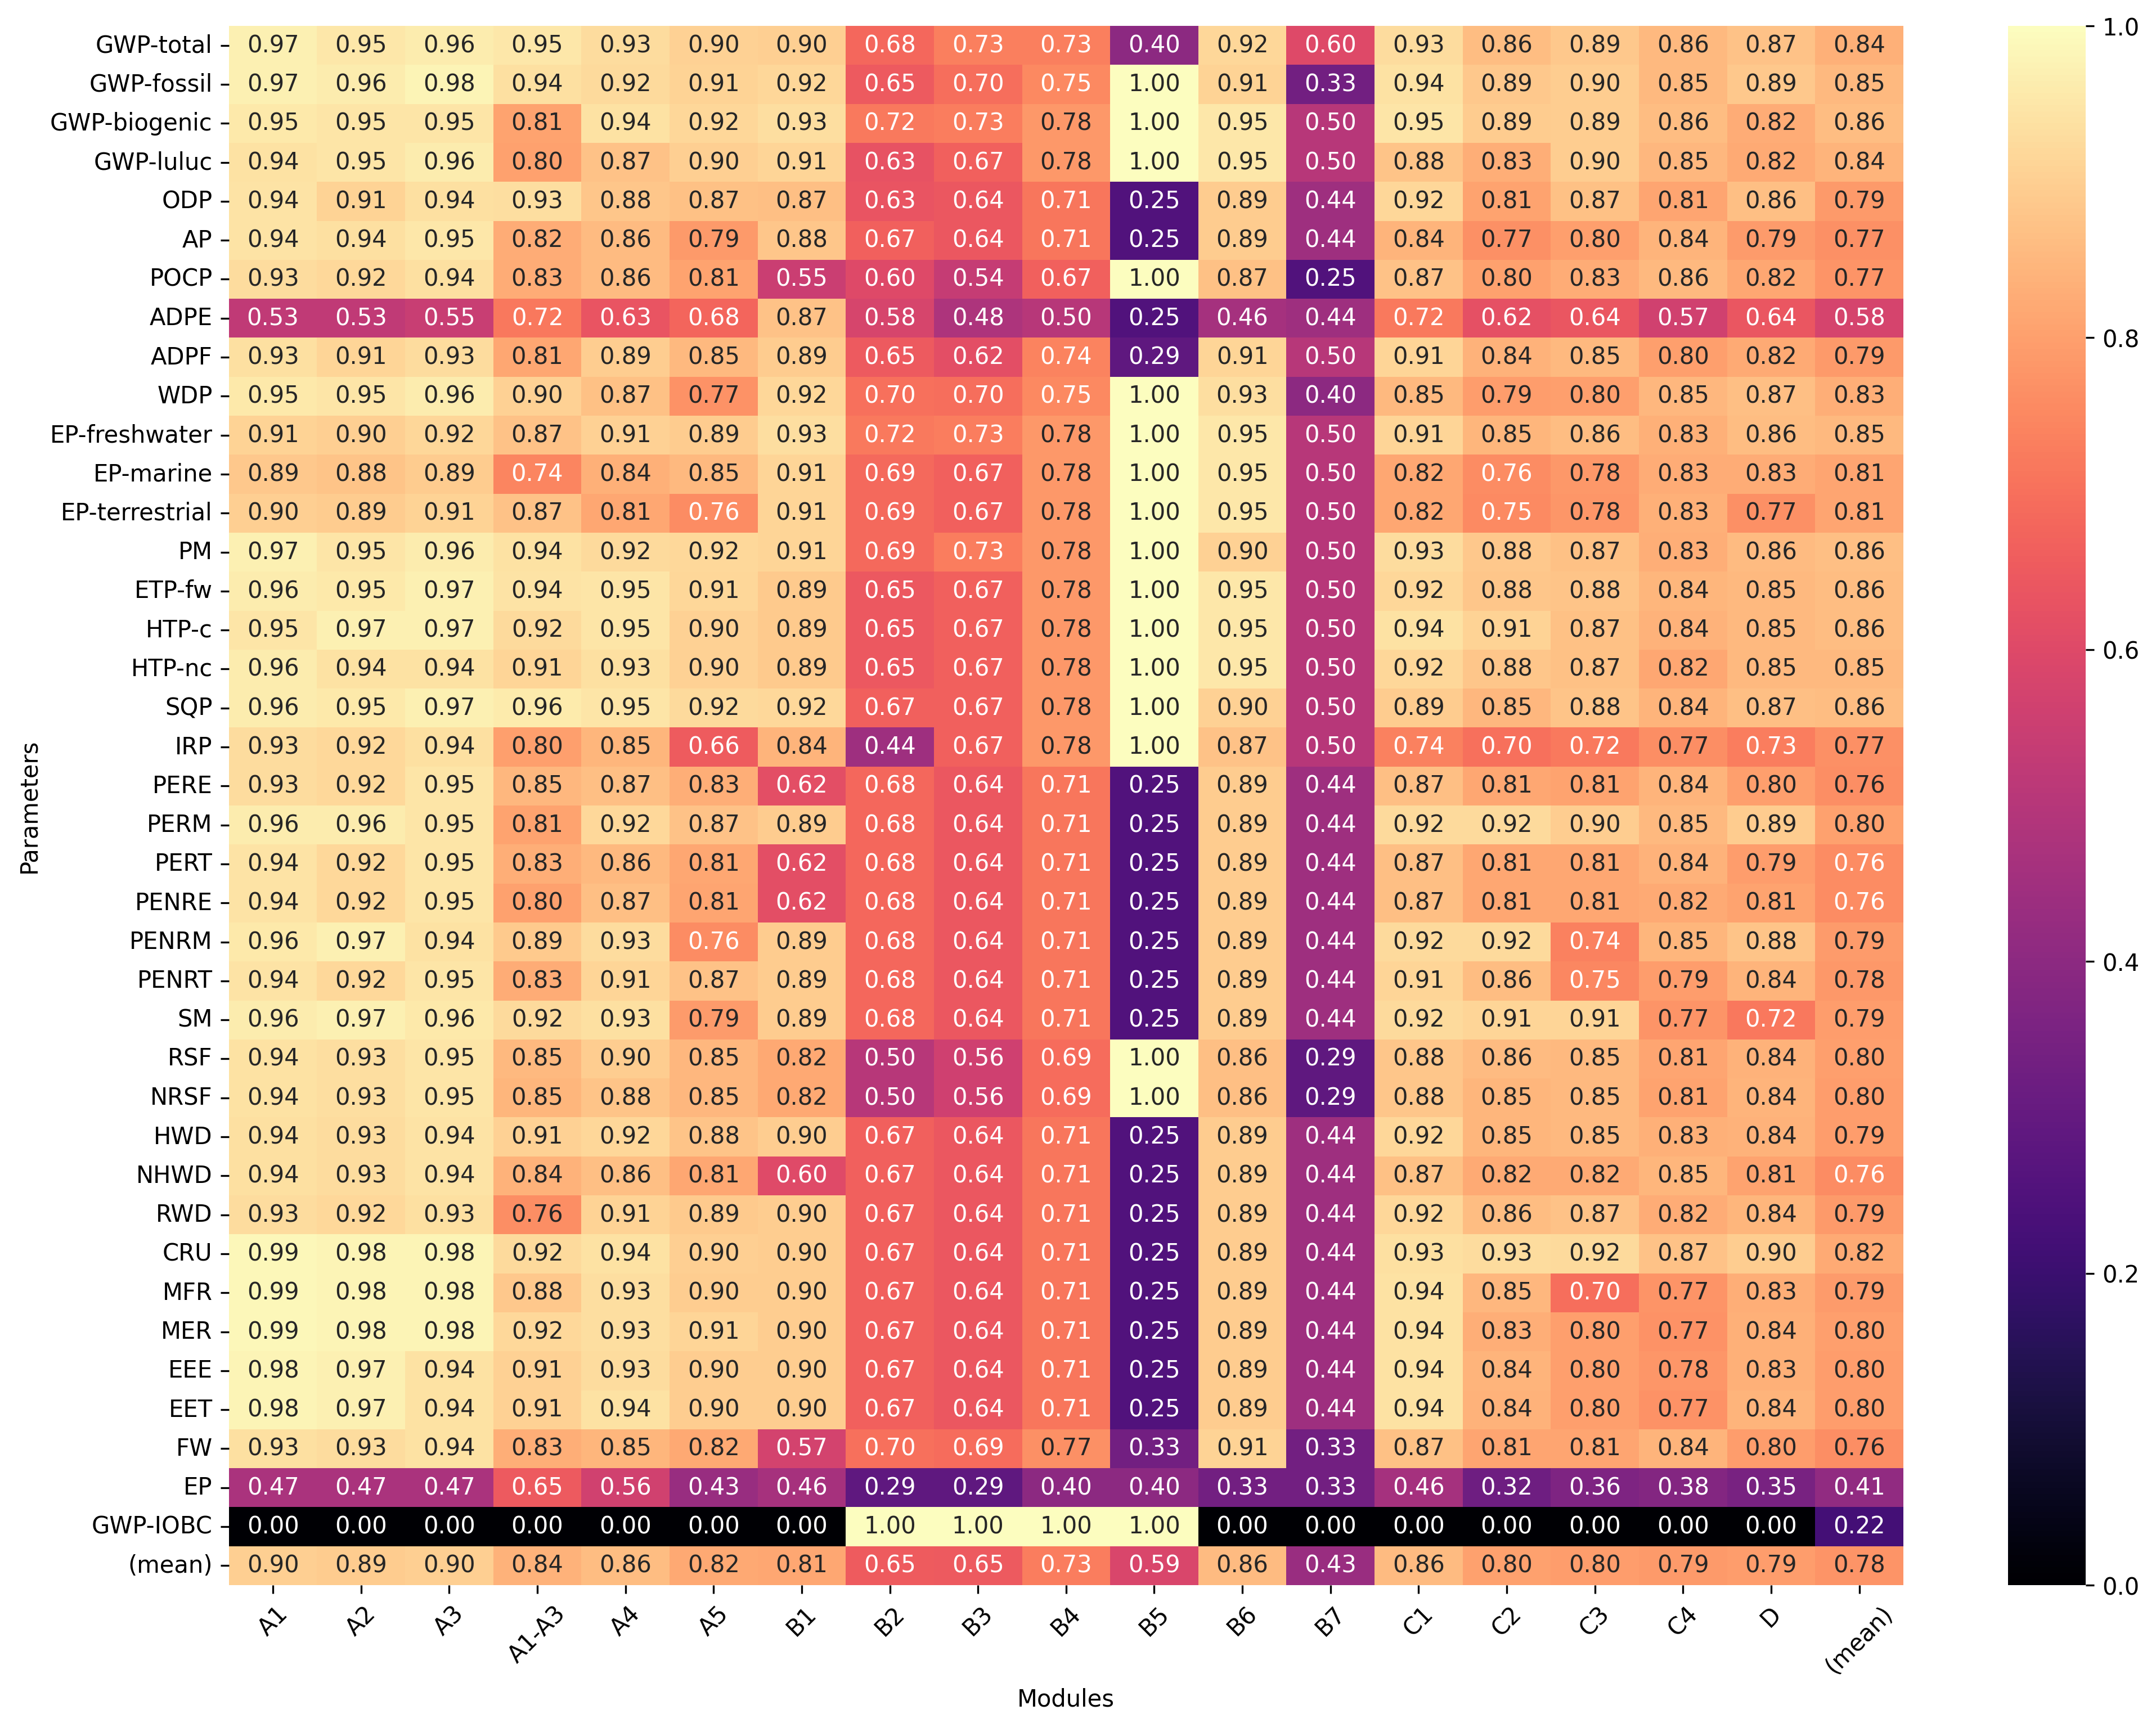 GWP-total 0.97 0.95 0.96 0.95 0.93 0.90 0.90 0.68 0.73 0.73 0.40 0.92 0.60 0.93 0.86 0.89 0.86 0.87 0.84
GWP-fossil 0.97 0.96 0.98 0.94 0.92 0.91 0.92 0.65 0.70 0.75 1.00 0.91 0.33 0.94 0.89 0.90 0.85 0.89 0.85
GWP-biogenic 0.95 0.95 0.95 0.81 0.94 0.92 0.93 0.72 0.73 0.78 1.00 0.95 0.50 0.95 0.89 0.89 0.86 0.82 0.86
GWP-luluc 0.94 0.95 0.96 0.80 0.87 0.90 0.91 0.63 0.67 0.78 1.00 0.95 0.50 0.88 0.83 0.90 0.85 0.82 0.84
ODP 0.94 0.91 0.94 0.93 0.88 0.87 0.87 0.63 0.64 0.71 0.25 0.89 0.44 0.92 0.81 0.87 0.81 0.86 0.79
AP 0.94 0.94 0.95 0.82 0.86 0.79 0.88 0.67 0.64 0.71 0.25 0.89 0.44 0.84 0.77 0.80 0.84 0.79 0.77
POCP 0.93 0.92 0.94 0.83 0.86 0.81 0.55 0.60 0.54 0.67 1.00 0.87 0.25 0.87 0.80 0.83 0.86 0.82 0.77
ADPE 0.53 0.53 0.55 0.72 0.63 0.68 0.87 0.58 0.48 0.50 0.25 0.46 0.44 0.72 0.62 0.64 0.57 0.64 0.58
ADPF 0.93 0.91 0.93 0.81 0.89 0.85 0.89 0.65 0.62 0.74 0.29 0.91 0.50 0.91 0.84 0.85 0.80 0.82 0.79
WDP 0.95 0.95 0.96 0.90 0.87 0.77 0.92 0.70 0.70 0.75 1.00 0.93 0.40 0.85 0.79 0.80 0.85 0.87 0.83
EP-freshwater 0.91 0.90 0.92 0.87 0.91 0.89 0.93 0.72 0.73 0.78 1.00 0.95 0.50 0.91 0.85 0.86 0.83 0.86 0.85
EP-marine 0.89 0.88 0.89 0.74 0.84 0.85 0.91 0.69 0.67 0.78 1.00 0.95 0.50 0.82 0.76 0.78 0.83 0.83 0.81
EP-terrestrial 0.90 0.89 0.91 0.87 0.81 0.76 0.91 0.69 0.67 0.78 1.00 0.95 0.50 0.82 0.75 0.78 0.83 0.77 0.81
PM 0.97 0.95 0.96 0.94 0.92 0.92 0.91 0.69 0.73 0.78 1.00 0.90 0.50 0.93 0.88 0.87 0.83 0.86 0.86
ETP-fw 0.96 0.95 0.97 0.94 0.95 0.91 0.89 0.65 0.67 0.78 1.00 0.95 0.50 0.92 0.88 0.88 0.84 0.85 0.86
HTP-c 0.95 0.97 0.97 0.92 0.95 0.90 0.89 0.65 0.67 0.78 1.00 0.95 0.50 0.94 0.91 0.87 0.84 0.85 0.86
HTP-nc 0.96 0.94 0.94 0.91 0.93 0.90 0.89 0.65 0.67 0.78 1.00 0.95 0.50 0.92 0.88 0.87 0.82 0.85 0.85
SQP 0.96 0.95 0.97 0.96 0.95 0.92 0.92 0.67 0.67 0.78 1.00 0.90 0.50 0.89 0.85 0.88 0.84 0.87 0.86
IRP 0.93 0.92 0.94 0.80 0.85 0.66 0.84 0.44 0.67 0.78 1.00 0.87 0.50 0.74 0.70 0.72 0.77 0.73 0.77
PERE 0.93 0.92 0.95 0.85 0.87 0.83 0.62 0.68 0.64 0.71 0.25 0.89 0.44 0.87 0.81 0.81 0.84 0.80 0.76
PERM 0.96 0.96 0.95 0.81 0.92 0.87 0.89 0.68 0.64 0.71 0.25 0.89 0.44 0.92 0.92 0.90 0.85 0.89 0.80
PERT 0.94 0.92 0.95 0.83 0.86 0.81 0.62 0.68 0.64 0.71 0.25 0.89 0.44 0.87 0.81 0.81 0.84 0.79 0.76
PENRE 0.94 0.92 0.95 0.80 0.87 0.81 0.62 0.68 0.64 0.71 0.25 0.89 0.44 0.87 0.81 0.81 0.82 0.81 0.76
PENRM 0.96 0.97 0.94 0.89 0.93 0.76 0.89 0.68 0.64 0.71 0.25 0.89 0.44 0.92 0.92 0.74 0.85 0.88 0.79
PENRT 0.94 0.92 0.95 0.83 0.91 0.87 0.89 0.68 0.64 0.71 0.25 0.89 0.44 0.91 0.86 0.75 0.79 0.84 0.78
SM 0.96 0.97 0.96 0.92 0.93 0.79 0.89 0.68 0.64 0.71 0.25 0.89 0.44 0.92 0.91 0.91 0.77 0.72 0.79
RSF 0.94 0.93 0.95 0.85 0.90 0.85 0.82 0.50 0.56 0.69 1.00 0.86 0.29 0.88 0.86 0.85 0.81 0.84 0.80
NRSF 0.94 0.93 0.95 0.85 0.88 0.85 0.82 0.50 0.56 0.69 1.00 0.86 0.29 0.88 0.85 0.85 0.81 0.84 0.80
HWD 0.94 0.93 0.94 0.91 0.92 0.88 0.90 0.67 0.64 0.71 0.25 0.89 0.44 0.92 0.85 0.85 0.83 0.84 0.79
NHWD 0.94 0.93 0.94 0.84 0.86 0.81 0.60 0.67 0.64 0.71 0.25 0.89 0.44 0.87 0.82 0.82 0.85 0.81 0.76
RWD 0.93 0.92 0.93 0.76 0.91 0.89 0.90 0.67 0.64 0.71 0.25 0.89 0.44 0.92 0.86 0.87 0.82 0.84 0.79
CRU 0.99 0.98 0.98 0.92 0.94 0.90 0.90 0.67 0.64 0.71 0.25 0.89 0.44 0.93 0.93 0.92 0.87 0.90 0.82
MFR 0.99 0.98 0.98 0.88 0.93 0.90 0.90 0.67 0.64 0.71 0.25 0.89 0.44 0.94 0.85 0.70 0.77 0.83 0.79
MER 0.99 0.98 0.98 0.92 0.93 0.91 0.90 0.67 0.64 0.71 0.25 0.89 0.44 0.94 0.83 0.80 0.77 0.84 0.80
EEE 0.98 0.97 0.94 0.91 0.93 0.90 0.90 0.67 0.64 0.71 0.25 0.89 0.44 0.94 0.84 0.80 0.78 0.83 0.80
EET 0.98 0.97 0.94 0.91 0.94 0.90 0.90 0.67 0.64 0.71 0.25 0.89 0.44 0.94 0.84 0.80 0.77 0.84 0.80
FW 0.93 0.93 0.94 0.83 0.85 0.82 0.57 0.70 0.69 0.77 0.33 0.91 0.33 0.87 0.81 0.81 0.84 0.80 0.76
EP 0.47 0.47 0.47 0.65 0.56 0.43 0.46 0.29 0.29 0.40 0.40 0.33 0.33 0.46 0.32 0.36 0.38 0.35 0.41
GWP-IOBC 0.00 0.00 0.00 0.00 0.00 0.00 0.00 1.00 1.00 1.00 1.00 0.00 0.00 0.00 0.00 0.00 0.00 0.00 0.22
(mean) 0.90 0.89 0.90 0.84 0.86 0.82 0.81 0.65 0.65 0.73 0.59 0.86 0.43 0.86 0.80 0.80 0.79 0.79 0.78
A1 A2 A3 A1-A3 A4 A5 B1 B2 B3 B4 B5 B6 B7 C1 C2 C3 C4 D (mean)
Modules
Parameters
1.0
0.8
0.6
0.4
0.2
0.0